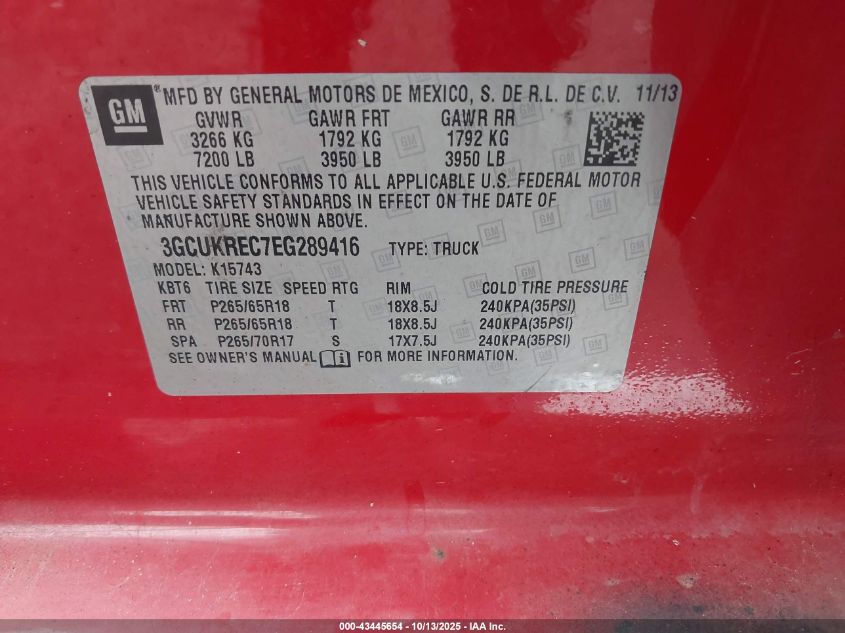 GM ® MFD BY GENERAL MOTORS DE MEXICO, S. DE R.L. DE C.V. 11/13
GVWR GAWR FRT GAWR RR
3266 KG 1792 KG 1792 KG
7200 LB 3950 LB 3950 LB
THIS VEHICLE CONFORMS TO ALL APPLICABLE U.S. FEDERAL MOTOR
VEHICLE SAFETY STANDARDS IN EFFECT ON THE DATE OF
MANUFACTURE SHOWN ABOVE.
3GCUKREC7EG289416 TYPE: TRUCK
MODEL: K15743
KBT6 TIRE SIZE SPEED RTG RIM COLD TIRE PRESSURE
FRT P265/65R18 T 18X8.5J 240KPA(35PSI)
RR P265/65R18 T 18X8.5J 240KPA(35PSI)
SPA P265/70R17 S 17X7.5J 240KPA(35PSI)
SEE OWNER'S MANUAL FOR MORE INFORMATION.
000-43445654 | 10/13/2025 | IAA Inc.